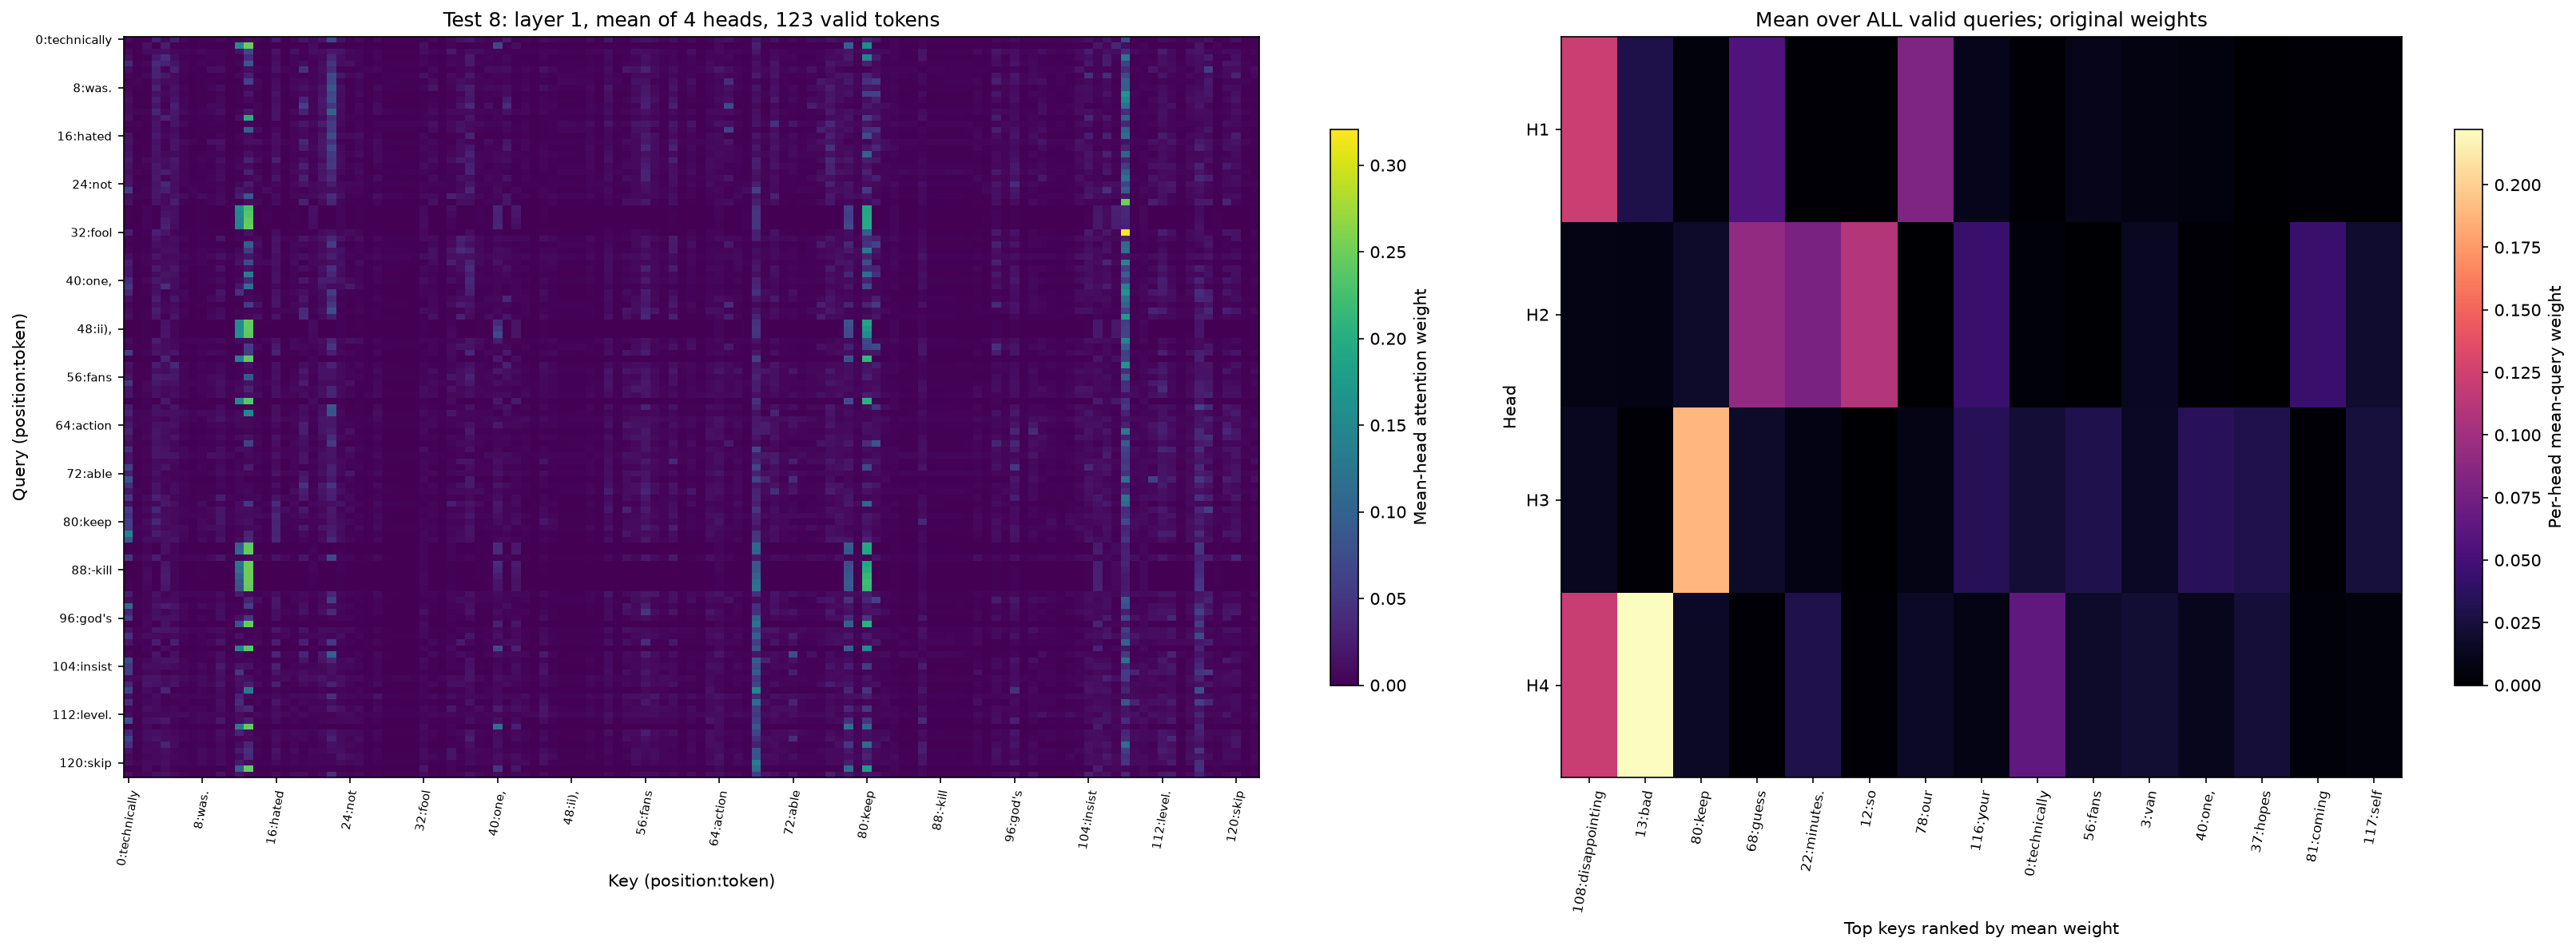 Test 8: layer 1, mean of 4 heads, 123 valid tokens
Query (position:token)
0:technically
8:was.
16:hated
24:not
32:fool
40:one,
48:ii),
56:fans
64:action
72:able
80:keep
88:-kill
96:god's
104:insist
112:level.
120:skip
0:technically
8:was.
16:hated
24:not
32:fool
40:one,
48:ii),
56:fans
64:action
72:able
80:keep
88:-kill
96:god's
104:insist
112:level.
120:skip
Key (position:token)
0.30
0.25
0.20
0.15
0.10
0.05
0.00
Mean-head attention weight
Mean over ALL valid queries; original weights
Head
H1
H2
H3
H4
108:disappointing
13:bad
80:keep
68:guess
22:minutes.
12:so
78:our
116:your
0:technically
56:fans
3:van
40:one,
37:hopes
81:coming
117:self
Top keys ranked by mean weight
0.200
0.175
0.150
0.125
0.100
0.075
0.050
0.025
0.000
Per-head mean-query weight